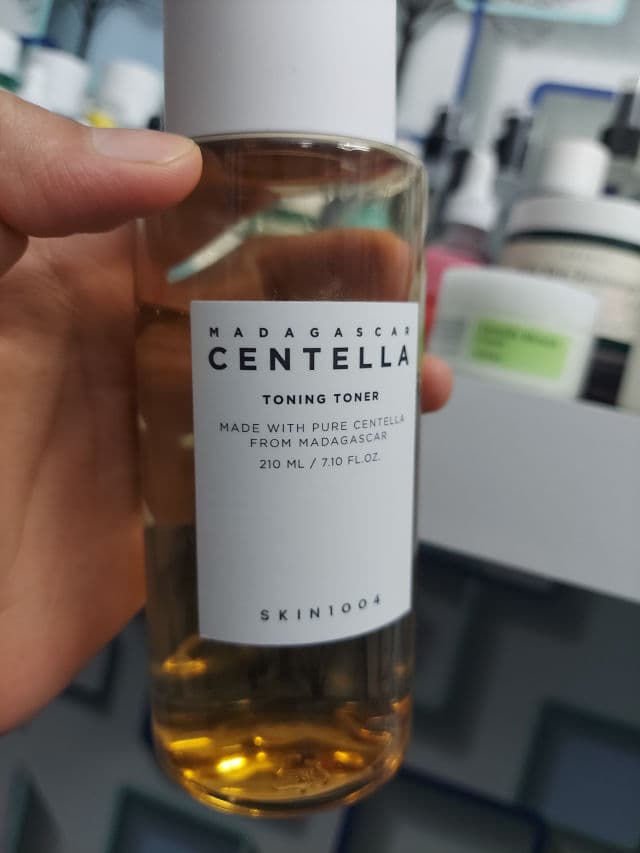 MADAGASCAR
CENTELLA
TONING TONER
MADE WITH PURE CENTELLA
FROM MADAGASCAR
210 ML / 7.10 FL.OZ.
SKIN1004